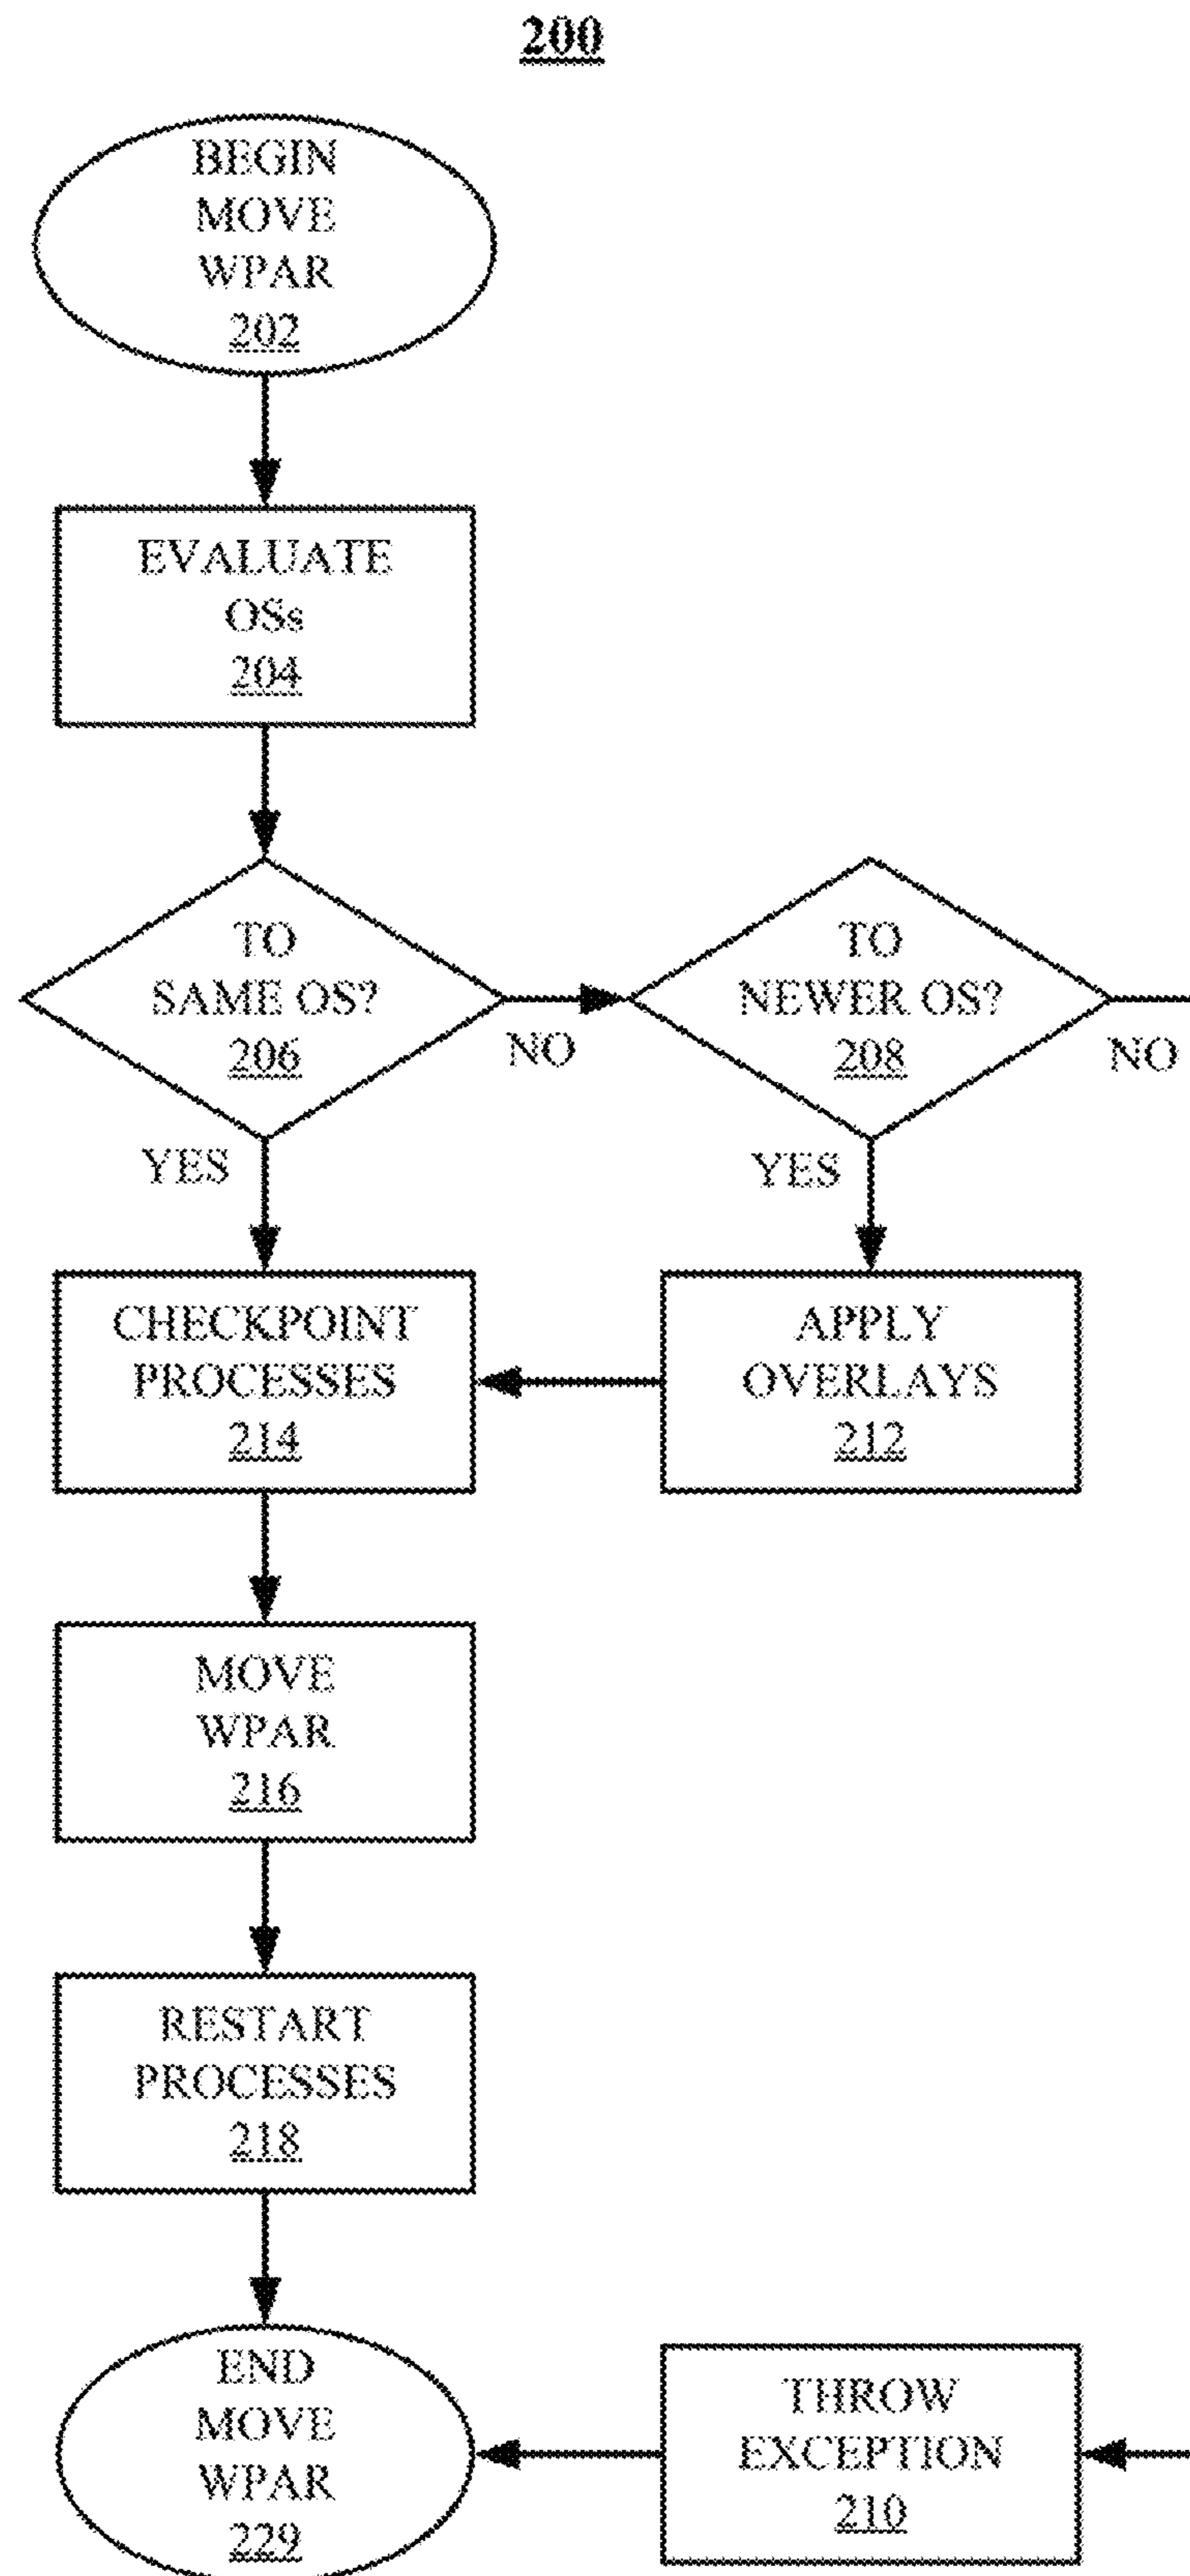 200
BEGIN
MOVE
WPAR
202
EVALUATE
OSs
204
TO
SAME OS?
206
NO
YES
TO
NEWER OS?
208
NO
YES
CHECKPOINT
PROCESSES
214
APPLY
OVERLAYS
212
MOVE
WPAR
216
RESTART
PROCESSES
218
END
MOVE
WPAR
229
THROW
EXCEPTION
210